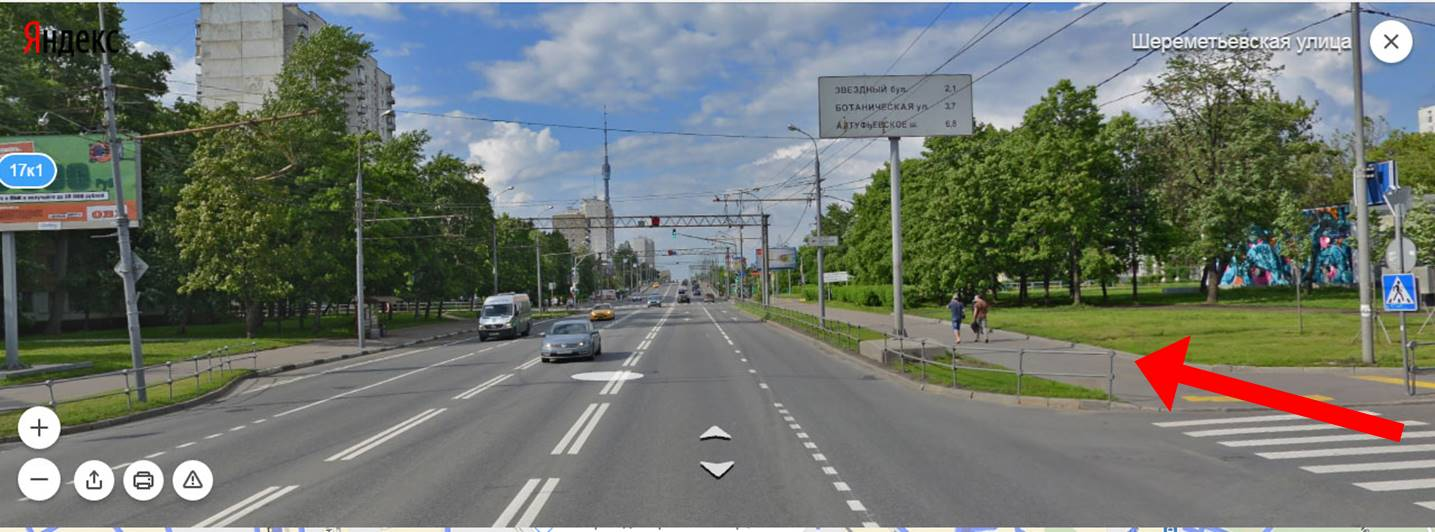 Яндекс
Шереметьевская улица
ЗВЕЗДНЫЙ бул. 2,1
БОТАНИЧЕСКАЯ ул. 3,7
АЛТУФЬЕВСКОЕ ш. 6,8
17к1